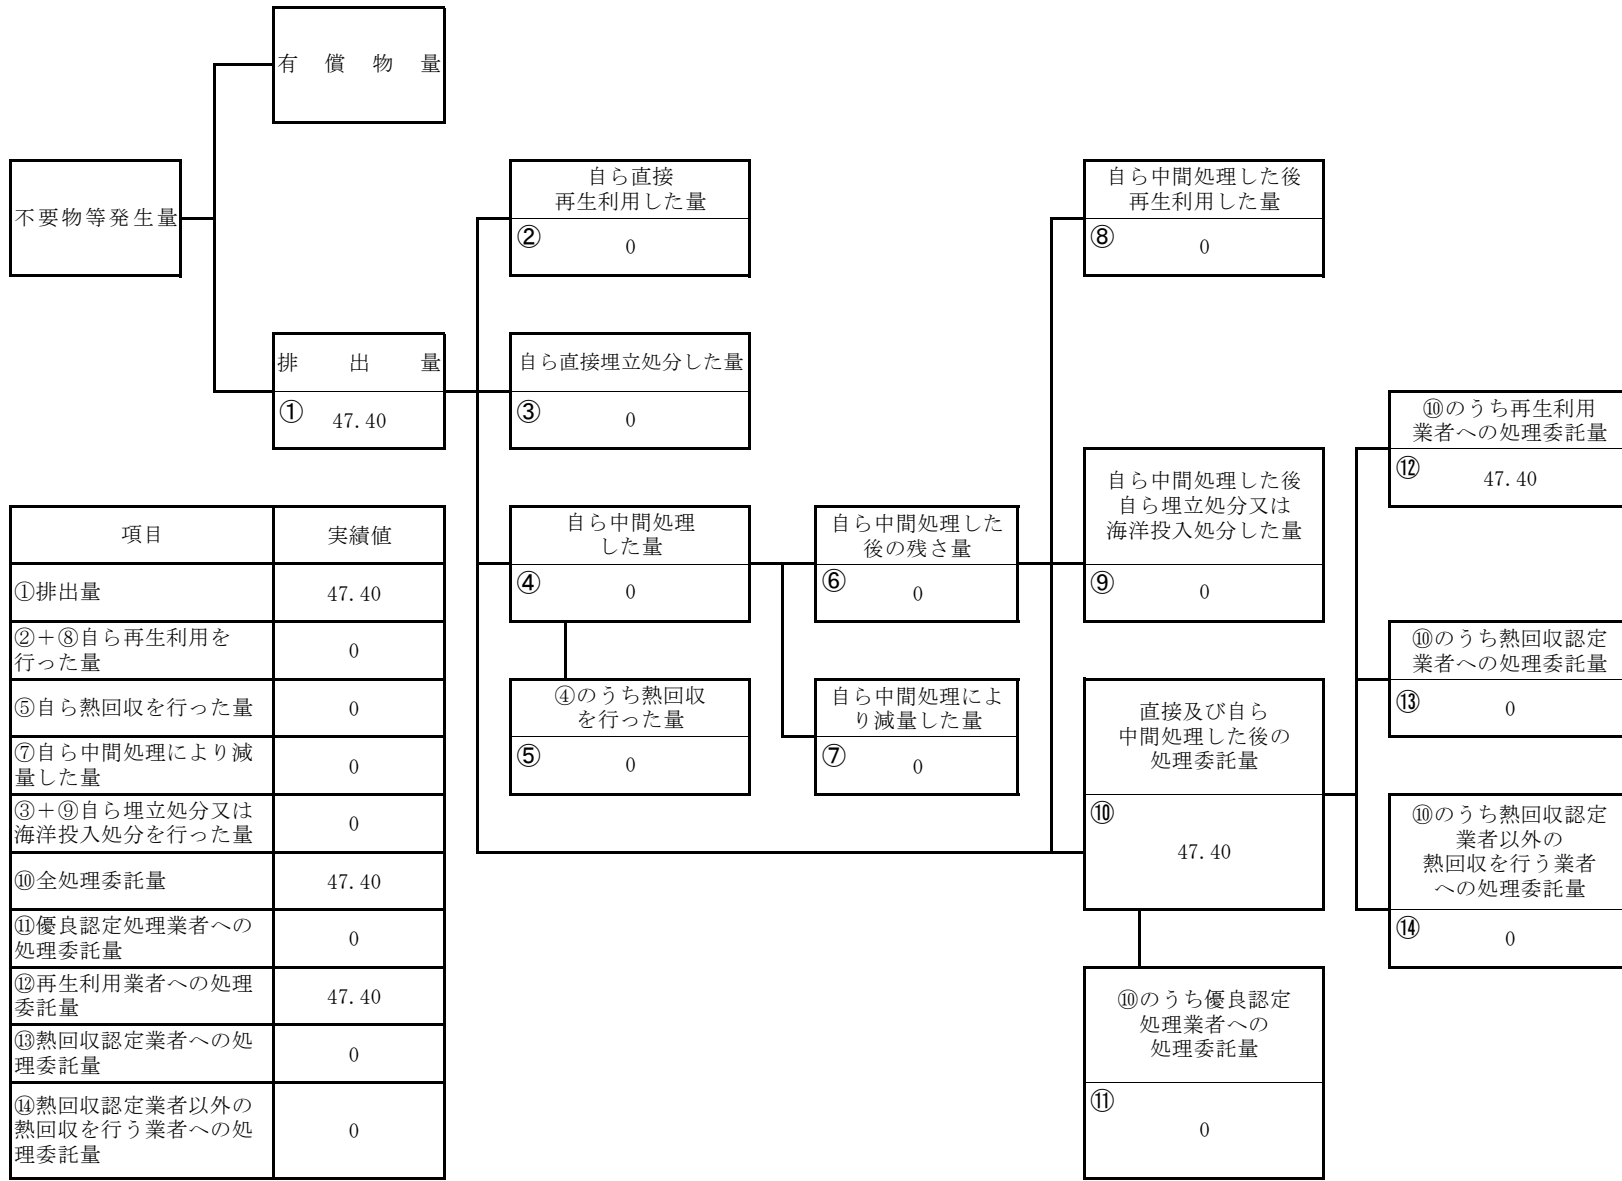 有償物量
不要物等発生量
自ら直接
再生利用した量
②
0
自ら中間処理した後
再生利用した量
⑧
0
排出量
①
47.40
自ら直接埋立処分した量
③
0
⑩のうち再生利用
業者への処理委託量
⑫
47.40
自ら中間処理
した量
④
0
自ら中間処理した
後の残さ量
⑥
0
自ら中間処理した後
自ら埋立処分又は
海洋投入処分した量
⑨
0
⑩のうち熱回収認定
業者への処理委託量
⑬
0
④のうち熱回収
を行った量
⑤
0
自ら中間処理によ
り減量した量
⑦
0
直接及び自ら
中間処理した後の
処理委託量
⑩
47.40
⑩のうち熱回収認定
業者以外の
熱回収を行う業者
への処理委託量
⑭
0
⑩のうち優良認定
処理業者への
処理委託量
⑪
0
項目 実績値
①排出量 47.40
②+⑧自ら再生利用を
行った量
0
⑤自ら熱回収を行った量 0
⑦自ら中間処理により減
量した量
0
③+⑨自ら埋立処分又は
海洋投入処分を行った量
0
⑩全処理委託量 47.40
⑪優良認定処理業者への
処理委託量
0
⑫再生利用業者への処理
委託量
47.40
⑬熱回収認定業者への処
理委託量
0
⑭熱回収認定業者以外の
熱回収を行う業者への処
理委託量
0